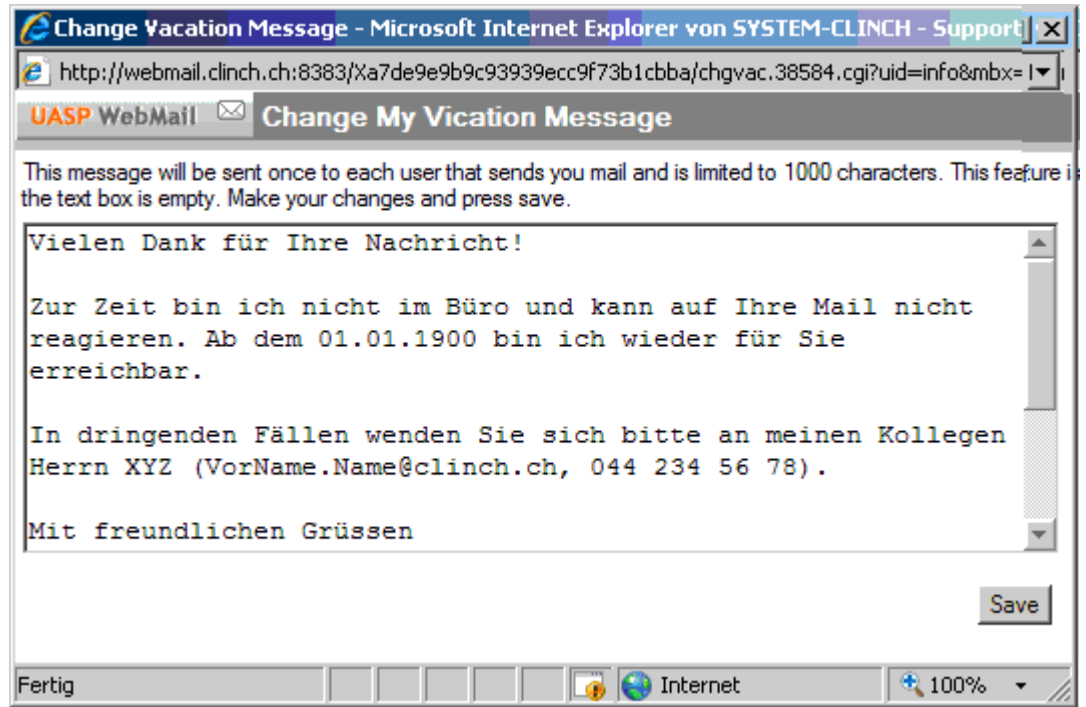 Change Vacation Message - Microsoft Internet Explorer von SYSTEM-CLINCH - Support
http://webmail.clinch.ch:8383/Xa7de9e9b9c93939ecc9f73b1cbba/chgvac.38584.cgi?uid=info&mbx=
UASP WebMail Change My Vication Message
This message will be sent once to each user that sends you mail and is limited to 1000 characters. This feature
the text box is empty. Make your changes and press save.
Vielen Dank für Ihre Nachricht!
Zur Zeit bin ich nicht im Büro und kann auf Ihre Mail nicht
reagieren. Ab dem 01.01.1900 bin ich wieder für Sie
erreichbar.
In dringenden Fällen wenden Sie sich bitte an meinen Kollegen
Herrn XYZ (VorName.Name@clinch.ch, 044 234 56 78).
Mit freundlichen Grüssen
Save
Fertig Internet 100%